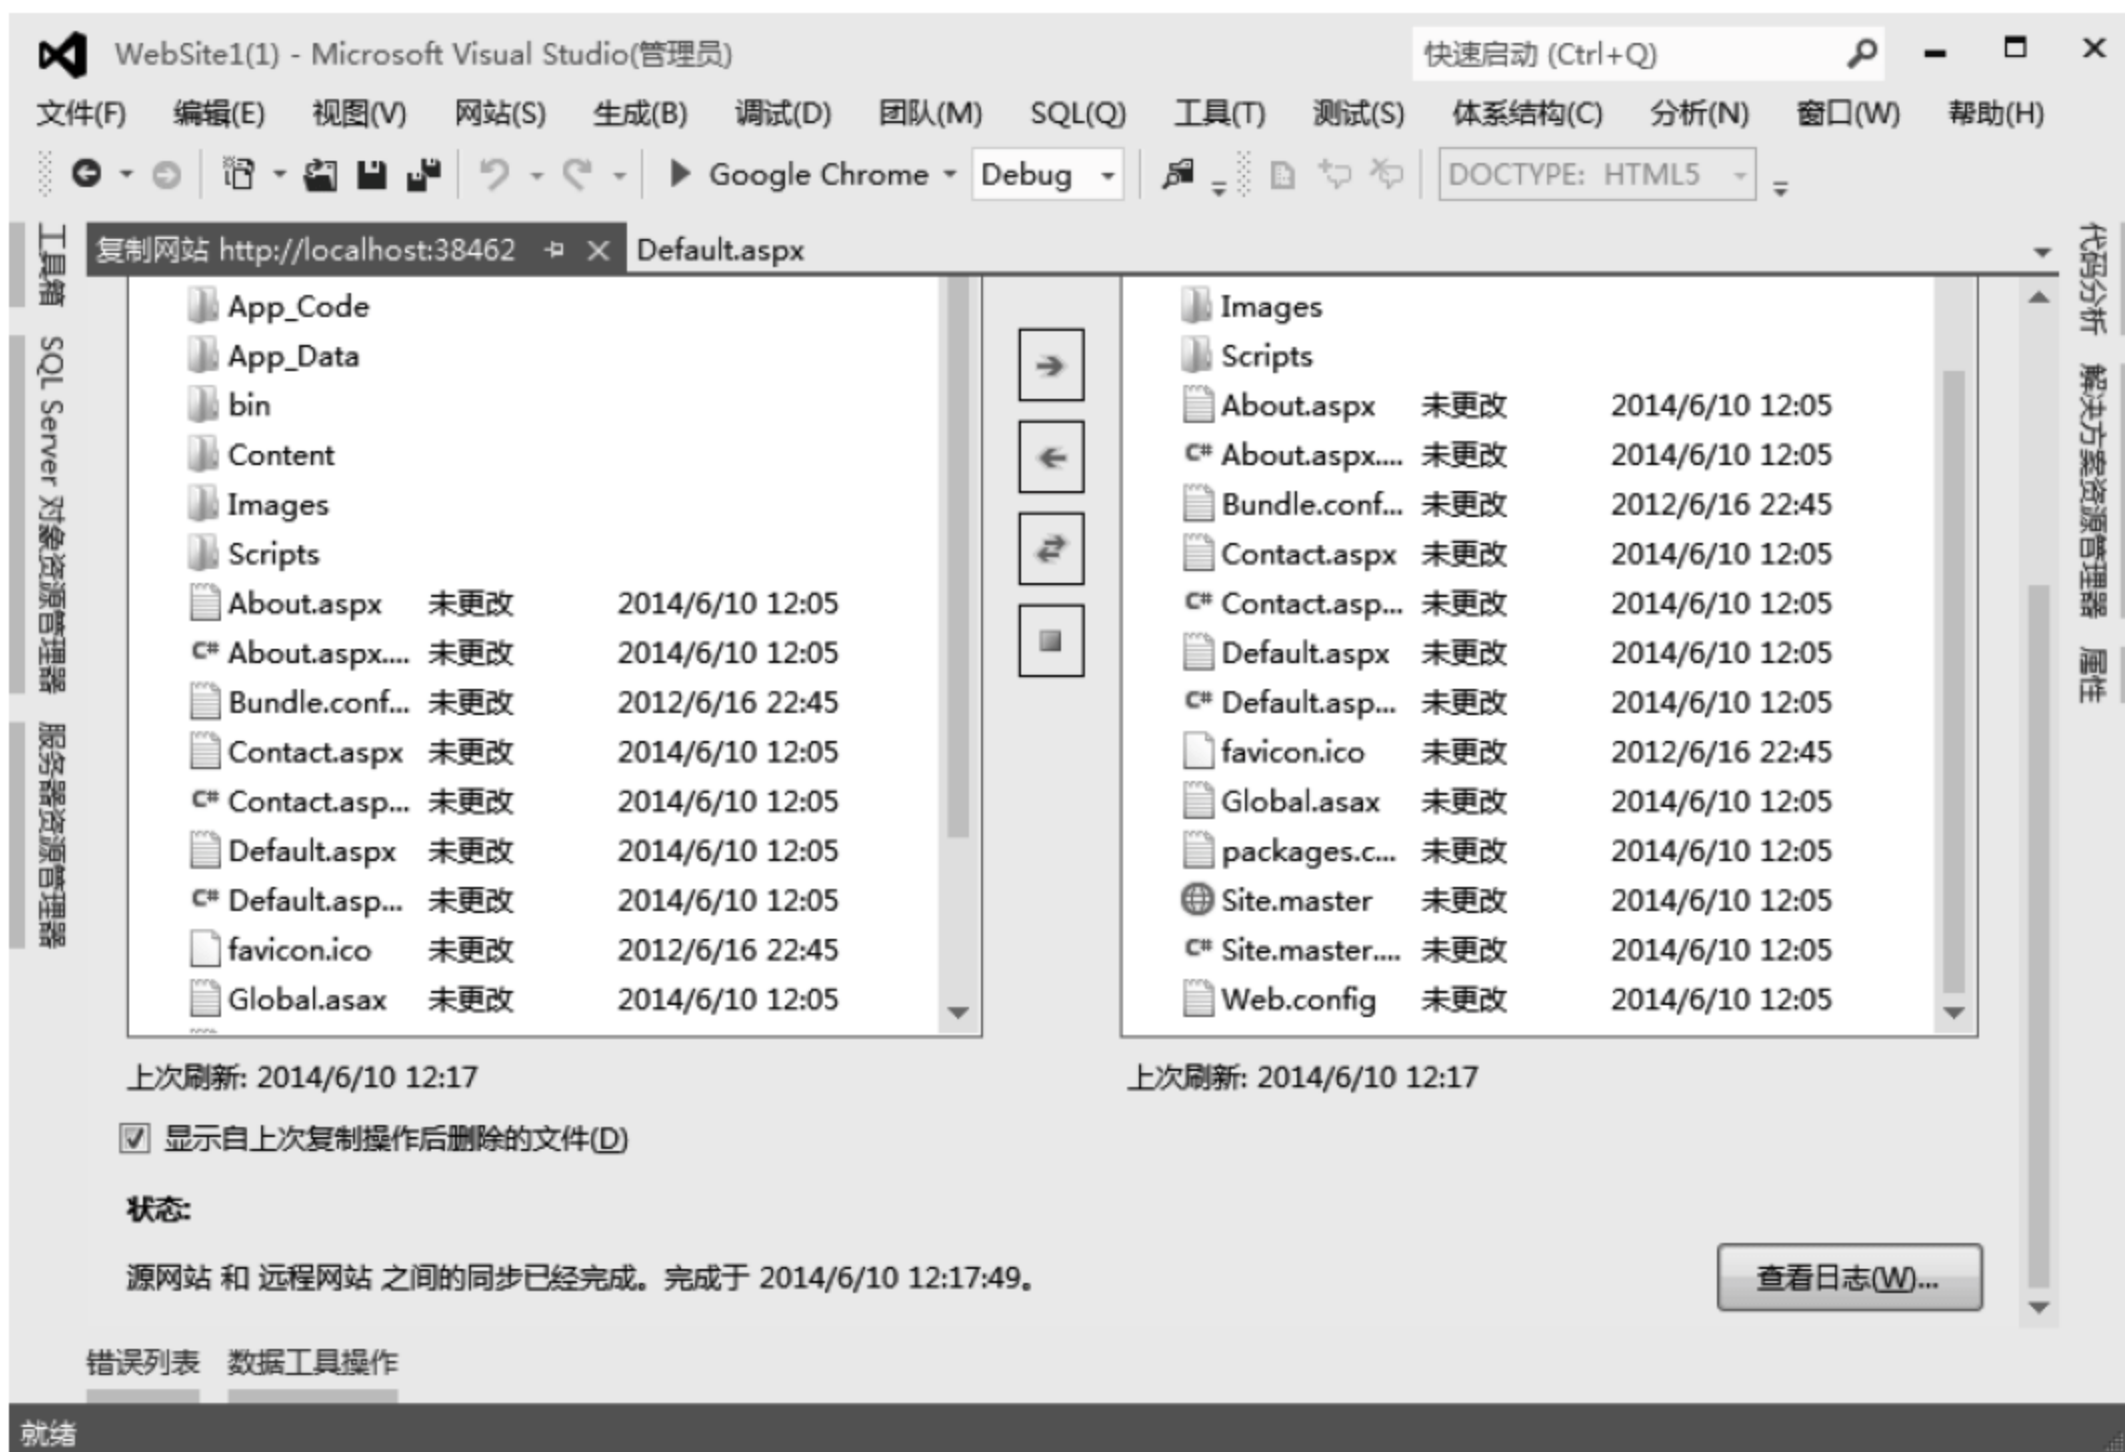 WebSite1(1) - Microsoft Visual Studio(管理员)
快速启动 (Ctrl+Q)
文件(F) 编辑(E) 视图(V) 网站(S) 生成(B) 调试(D) 团队(M) SQL(Q) 工具(T) 测试(S) 体系结构(C) 分析(N) 窗口(W) 帮助(H)
Google Chrome Debug DOCTYPE: HTML5
工具箱
SQL Server 对象资源管理器
服务器资源管理器
复制网站 http://localhost:38462 Default.aspx
App_Code
App_Data
bin
Content
Images
Scripts
About.aspx 未更改 2014/6/10 12:05
C# About.aspx.... 未更改 2014/6/10 12:05
Bundle.conf... 未更改 2012/6/16 22:45
Contact.aspx 未更改 2014/6/10 12:05
C# Contact.asp... 未更改 2014/6/10 12:05
Default.aspx 未更改 2014/6/10 12:05
C# Default.asp... 未更改 2014/6/10 12:05
favicon.ico 未更改 2012/6/16 22:45
Global.asax 未更改 2014/6/10 12:05
上次刷新: 2014/6/10 12:17
Images
Scripts
About.aspx 未更改 2014/6/10 12:05
C# About.aspx.... 未更改 2014/6/10 12:05
Bundle.conf... 未更改 2012/6/16 22:45
Contact.aspx 未更改 2014/6/10 12:05
C# Contact.asp... 未更改 2014/6/10 12:05
Default.aspx 未更改 2014/6/10 12:05
C# Default.asp... 未更改 2014/6/10 12:05
favicon.ico 未更改 2012/6/16 22:45
Global.asax 未更改 2014/6/10 12:05
packages.c... 未更改 2014/6/10 12:05
Site.master 未更改 2014/6/10 12:05
C# Site.master.... 未更改 2014/6/10 12:05
Web.config 未更改 2014/6/10 12:05
上次刷新: 2014/6/10 12:17
代码分析
解决方案资源管理器
属性
显示自上次复制操作后删除的文件(D)
状态:
源网站 和 远程网站 之间的同步已经完成。完成于 2014/6/10 12:17:49。
查看日志(W)...
错误列表 数据工具操作
就绪